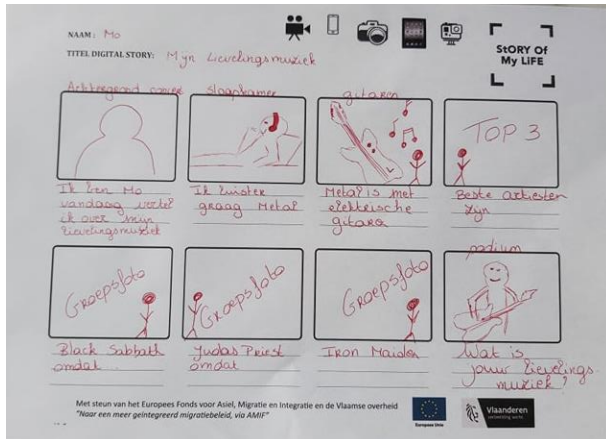 NAAM: Mo
TITEL DIGITAL STORY: Mijn Lievelingsmuziek
StORY Of
My LiFE
Achtergrond concert
slaapkamer
gitaren
TOP 3
Ik ben Mo
vandaag vertel
ik over mijn
lievelingsmuziek
Ik luister
graag Metal
Metal is met
elektrische
gitaren
Beste artiesten
zijn
podium
Groepsfoto
Groepsfoto
Groepsfoto
Black Sabbath
omdat...
Judas Priest
omdat
Iron Maiden
Wat is
jouw lievelings-
muziek?
Met steun van het Europees Fonds voor Asiel, Migratie en Integratie en de Vlaamse overheid
"Naar een meer geïntegreerd migratiebeleid, via AMIF"
Europese Unie
Vlaanderen
verbeelding werkt